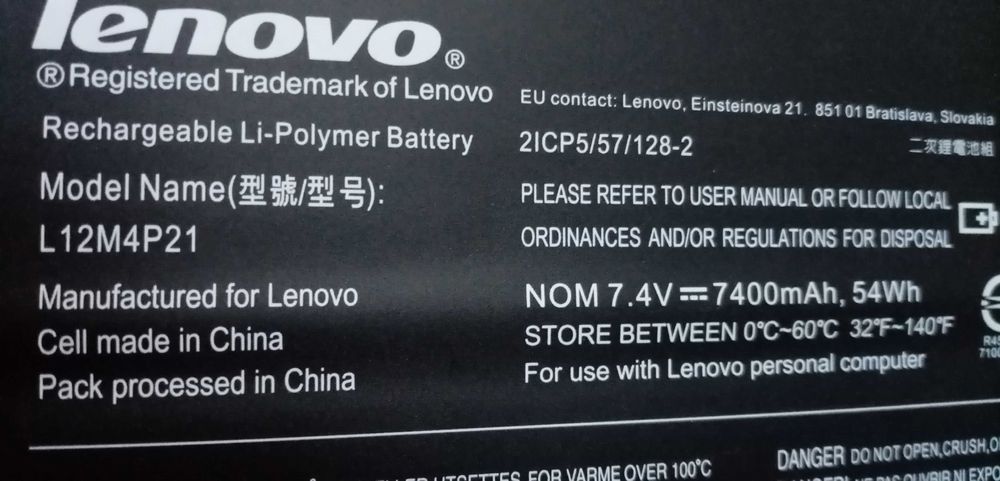 lenovo®
®Registered Trademark of Lenovo
Rechargeable Li-Polymer Battery
Model Name(型號/型号):
L12M4P21
Manufactured for Lenovo
Cell made in China
Pack processed in China
EU contact: Lenovo, Einsteinova 21. 851 01 Bratislava, Slovakia
2ICP5/57/128-2
二次鋰電池組
PLEASE REFER TO USER MANUAL OR FOLLOW LOCAL
ORDINANCES AND/OR REGULATIONS FOR DISPOSAL
NOM 7.4V⎓7400mAh, 54Wh
STORE BETWEEN 0℃~60℃ 32℉~140℉
For use with Lenovo personal computer
FOR VARME OVER 100°C
DANGER DO NOT OPEN,CRUSH,
PAS OUVRIR NI